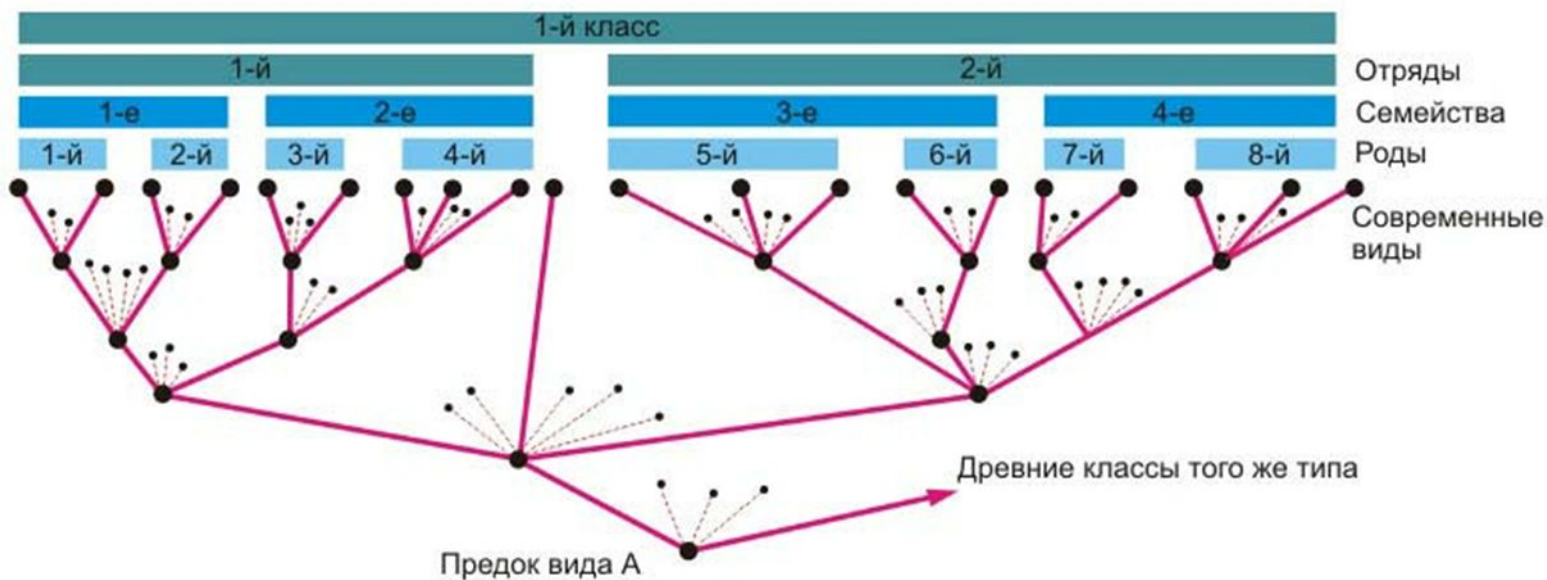 1-й класс
1-й 2-й Отряды
1-е 2-е 3-е 4-е Семейства
1-й 2-й 3-й 4-й 5-й 6-й 7-й 8-й Роды
Современные
виды
Древние классы того же типа
Предок вида А